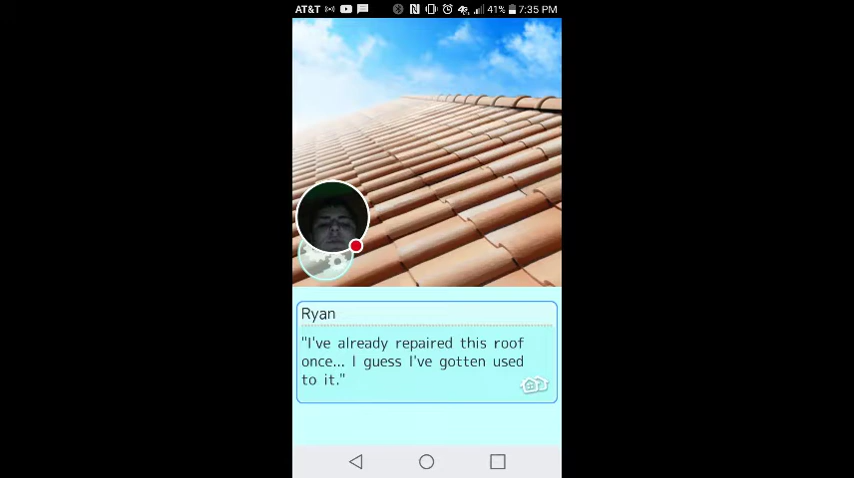 AT&T 41% 7:35 PM
Ryan
"I've already repaired this roof
once... I guess I've gotten used
to it."